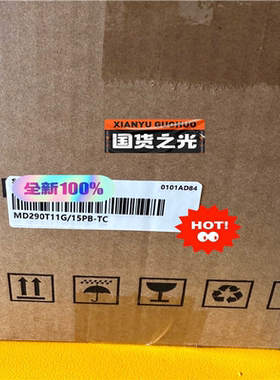 XIANYU GUOHUO
国货之光
全新100%
0101AD84
MD290T11G/15PB-TC
HOT!